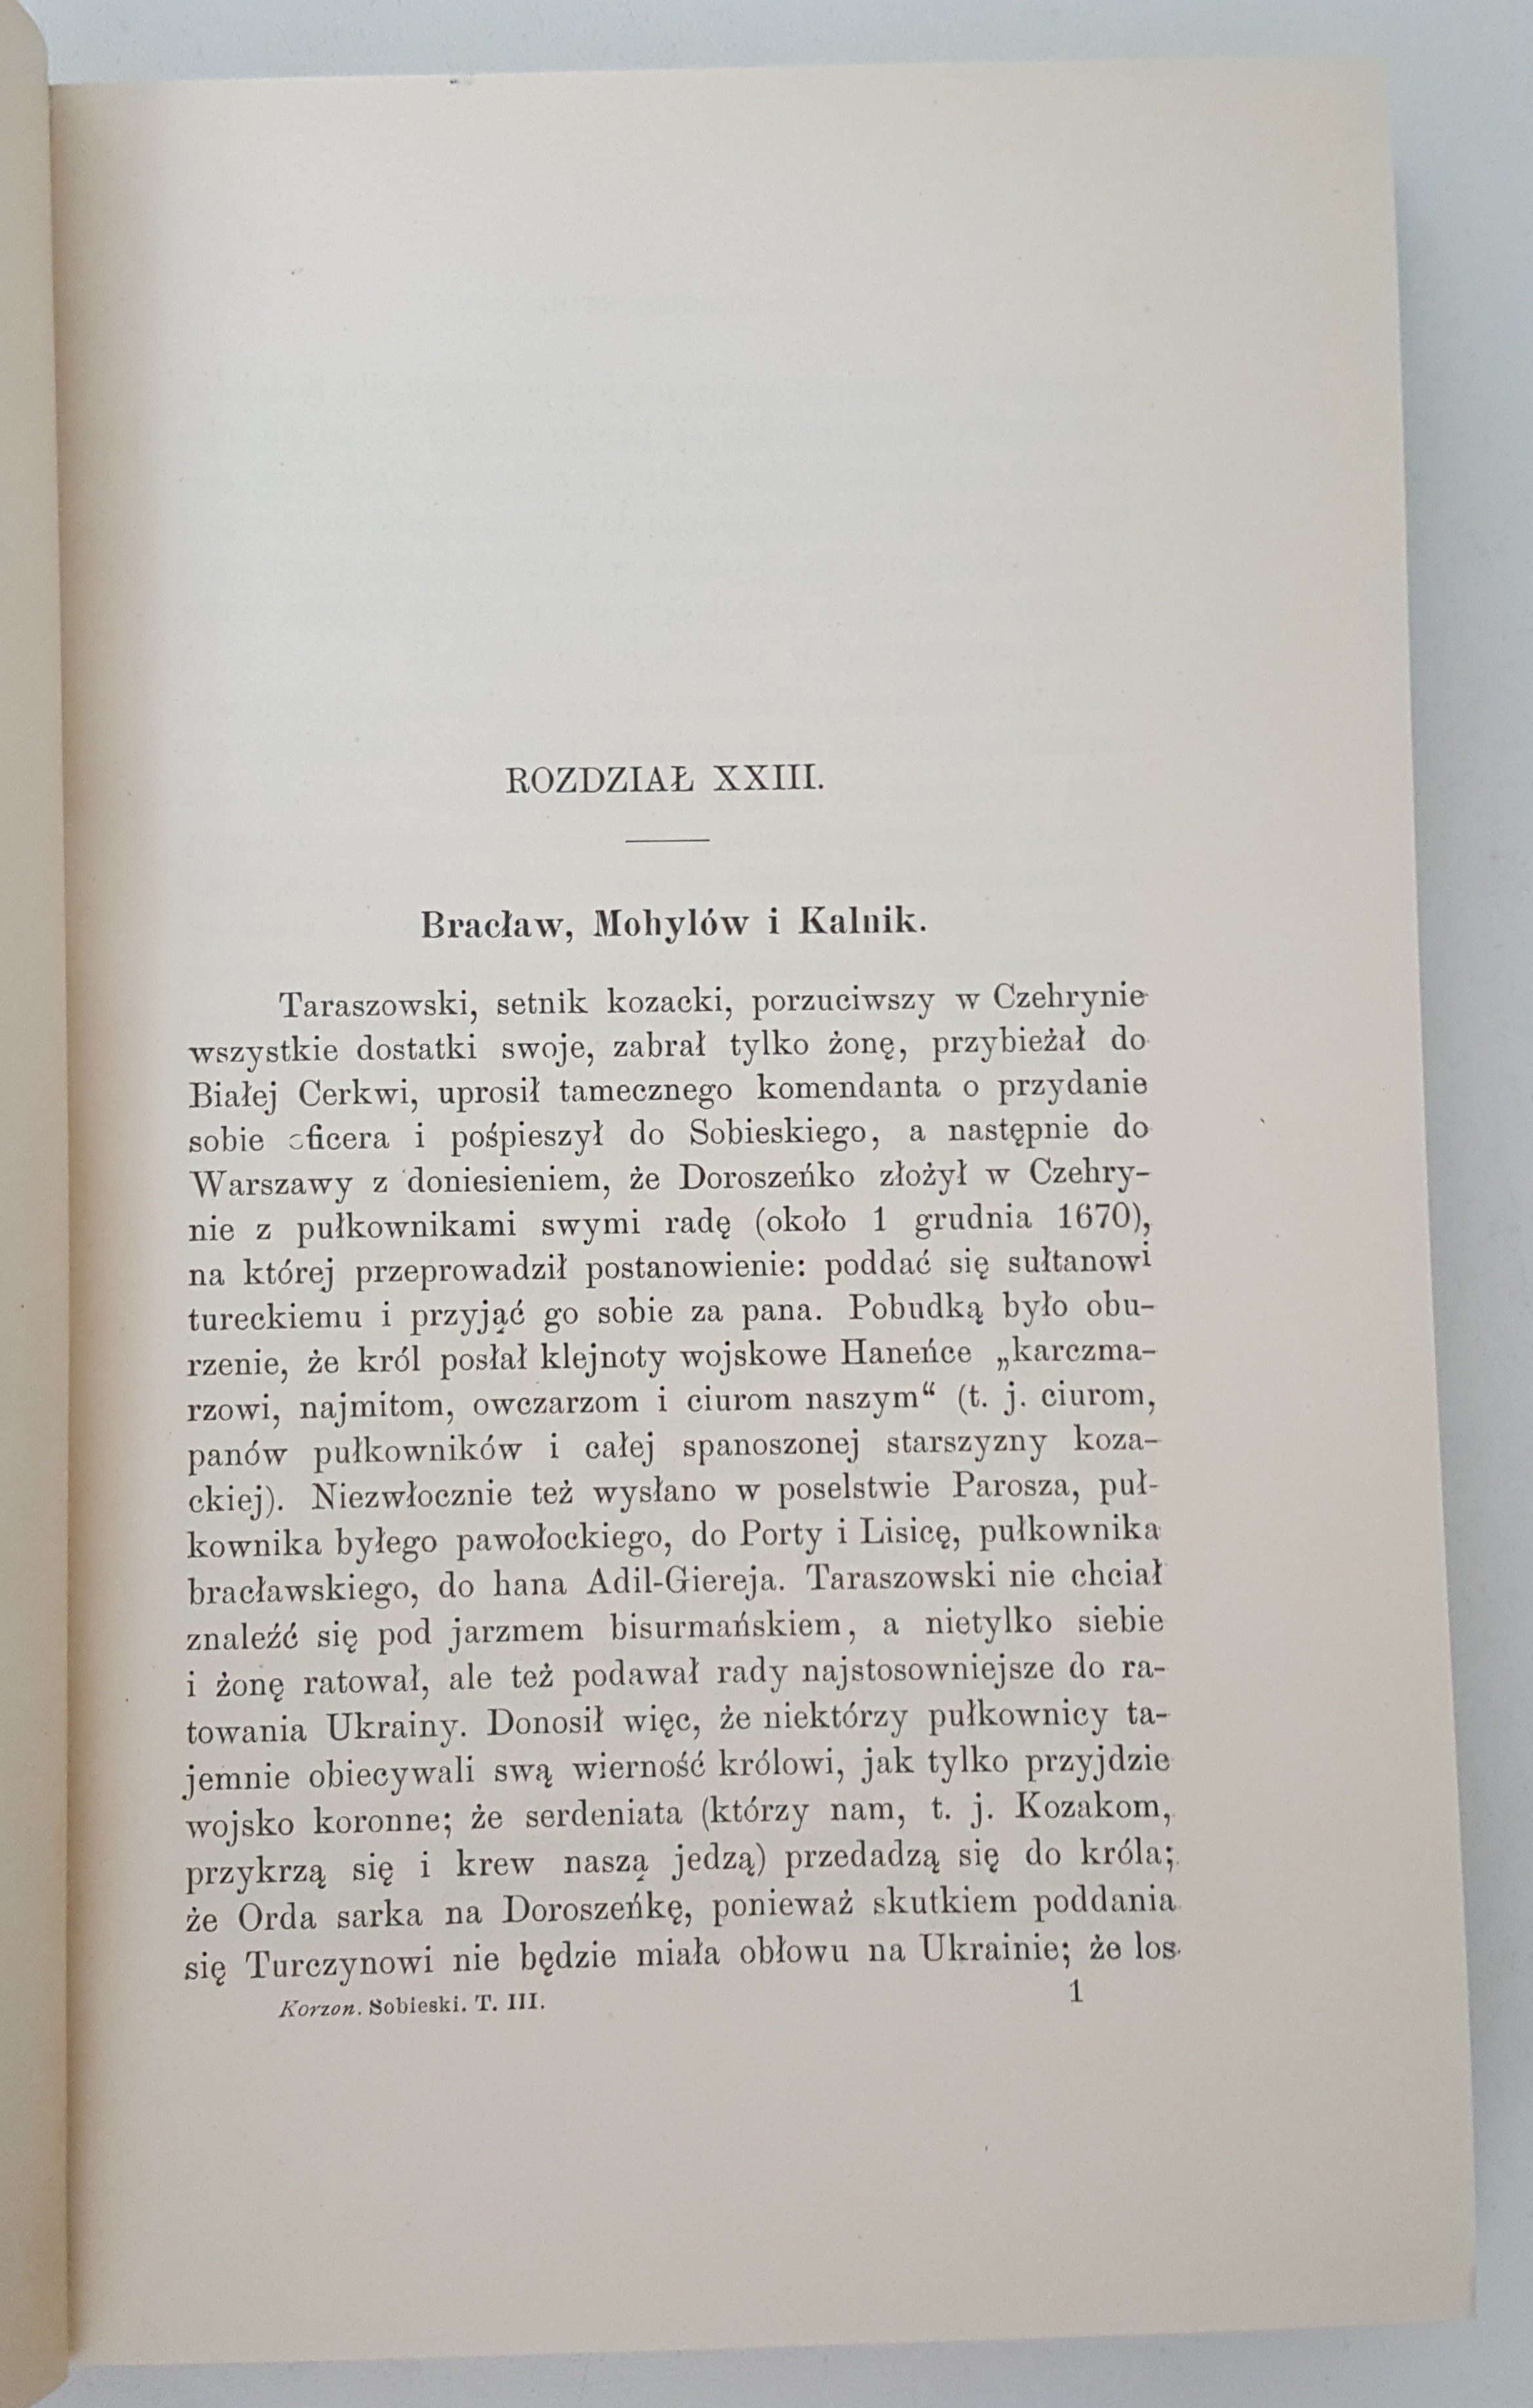 ROZDZIAŁ XXIII.
Bracław, Mohylów i Kalnik.
Taraszowski, setnik kozacki, porzuciwszy w Czehrynie
wszystkie dostatki swoje, zabrał tylko żonę, przybieżał do
Białej Cerkwi, uprosił tamecznego komendanta o przydanie
sobie oficera i pośpieszył do Sobieskiego, a następnie do
Warszawy z doniesieniem, że Doroszeńko złożył w Czehry-
nie z pułkownikami swymi radę (około 1 grudnia 1670),
na której przeprowadził postanowienie: poddać się sułtanowi
tureckiemu i przyjąć go sobie za pana. Pobudką było obu-
rzenie, że król posłał klejnoty wojskowe Haneńce „karczma-
rzowi, najmitom, owczarzom i ciurom naszym“ (t. j. ciurom,
panów pułkowników i całej spanoszonej starszyzny koza-
ckiej). Niezwłocznie też wysłano w poselstwie Parosza, puł-
kownika byłego pawołockiego, do Porty i Lisicę, pułkownika
bracławskiego, do hana Adil-Giereja. Taraszowski nie chciał
znaleźć się pod jarzmem bisurmańskiem, a nietylko siebie
i żonę ratował, ale też podawał rady najstosowniejsze do ra-
towania Ukrainy. Donosił więc, że niektórzy pułkownicy ta-
jemnie obiecywali swą wierność królowi, jak tylko przyjdzie
wojsko koronne; że serdeniata (którzy nam, t. j. Kozakom,
przykrzą się i krew naszą jedzą) przedadzą się do króla;
że Orda sarka na Doroszeńkę, ponieważ skutkiem poddania
się Turczynowi nie będzie miała obłowu na Ukrainie; że los
Korzon. Sobieski. T. III. 1